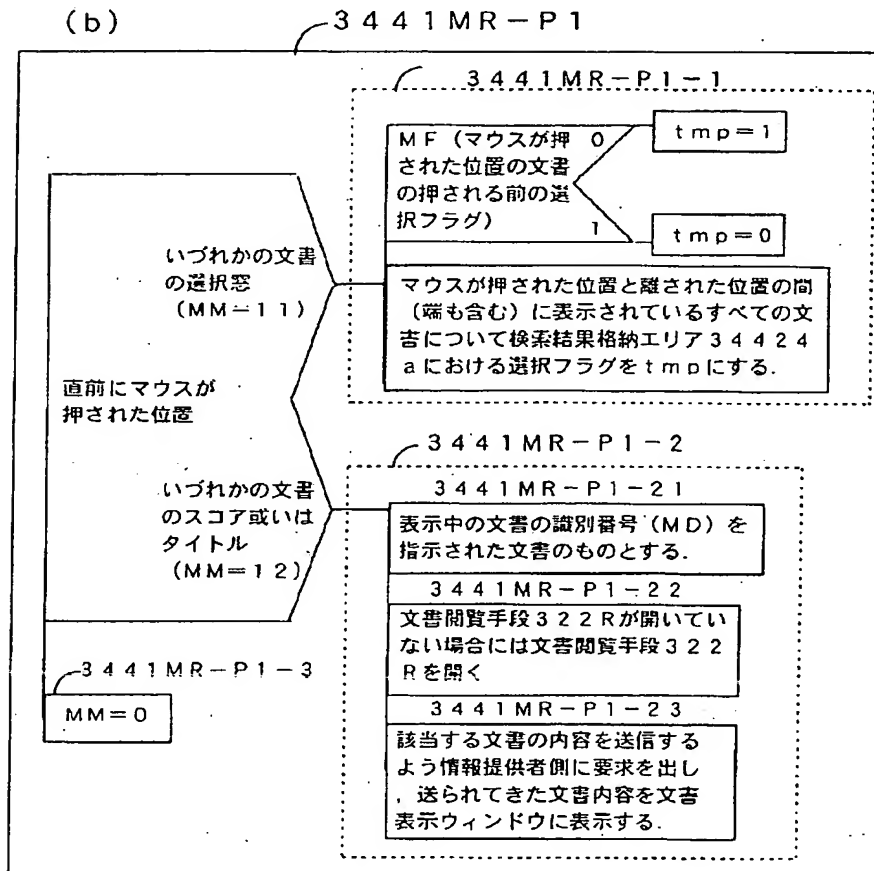 (b)
3441MR-P1
3441MR-P1-1
MF(マウスが押
された位置の文書
の押される前の選
択フラグ)
0
1
tmp=1
tmp=0
マウスが押された位置と離された位置の間
(端も含む)に表示されているすべての文
書について検索結果格納エリア34424
aにおける選択フラグをtmpにする.
いづれかの文書
の選択窓
(MM=11)
直前にマウスが
押された位置
いづれかの文書
のスコア或いは
タイトル
(MM=12)
3441MR-P1-2
3441MR-P1-21
表示中の文書の識別番号(MD)を
指示された文書のものとする.
3441MR-P1-22
文書閲覧手段322Rが開いてい
ない場合には文書閲覧手段322
Rを開く
3441MR-P1-23
該当する文書の内容を送信する
よう情報提供者側に要求を出し
,送られてきた文書内容を文書
表示ウィンドウに表示する.
3441MR-P1-3
MM=0